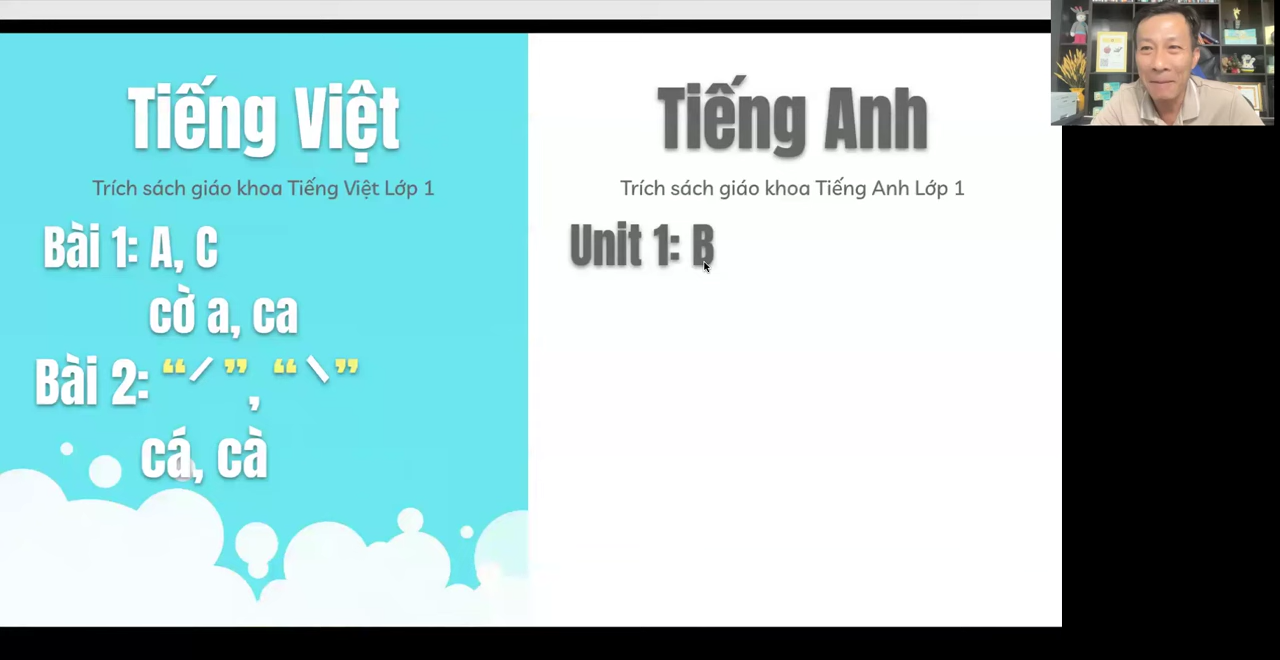 Tiếng Việt
Trích sách giáo khoa Tiếng Việt Lớp 1
Bài 1: A, C
cờ a, ca
Bài 2: “ˊ”, “ˋ”
cá, cà
Tiếng Anh
Trích sách giáo khoa Tiếng Anh Lớp 1
Unit 1: B